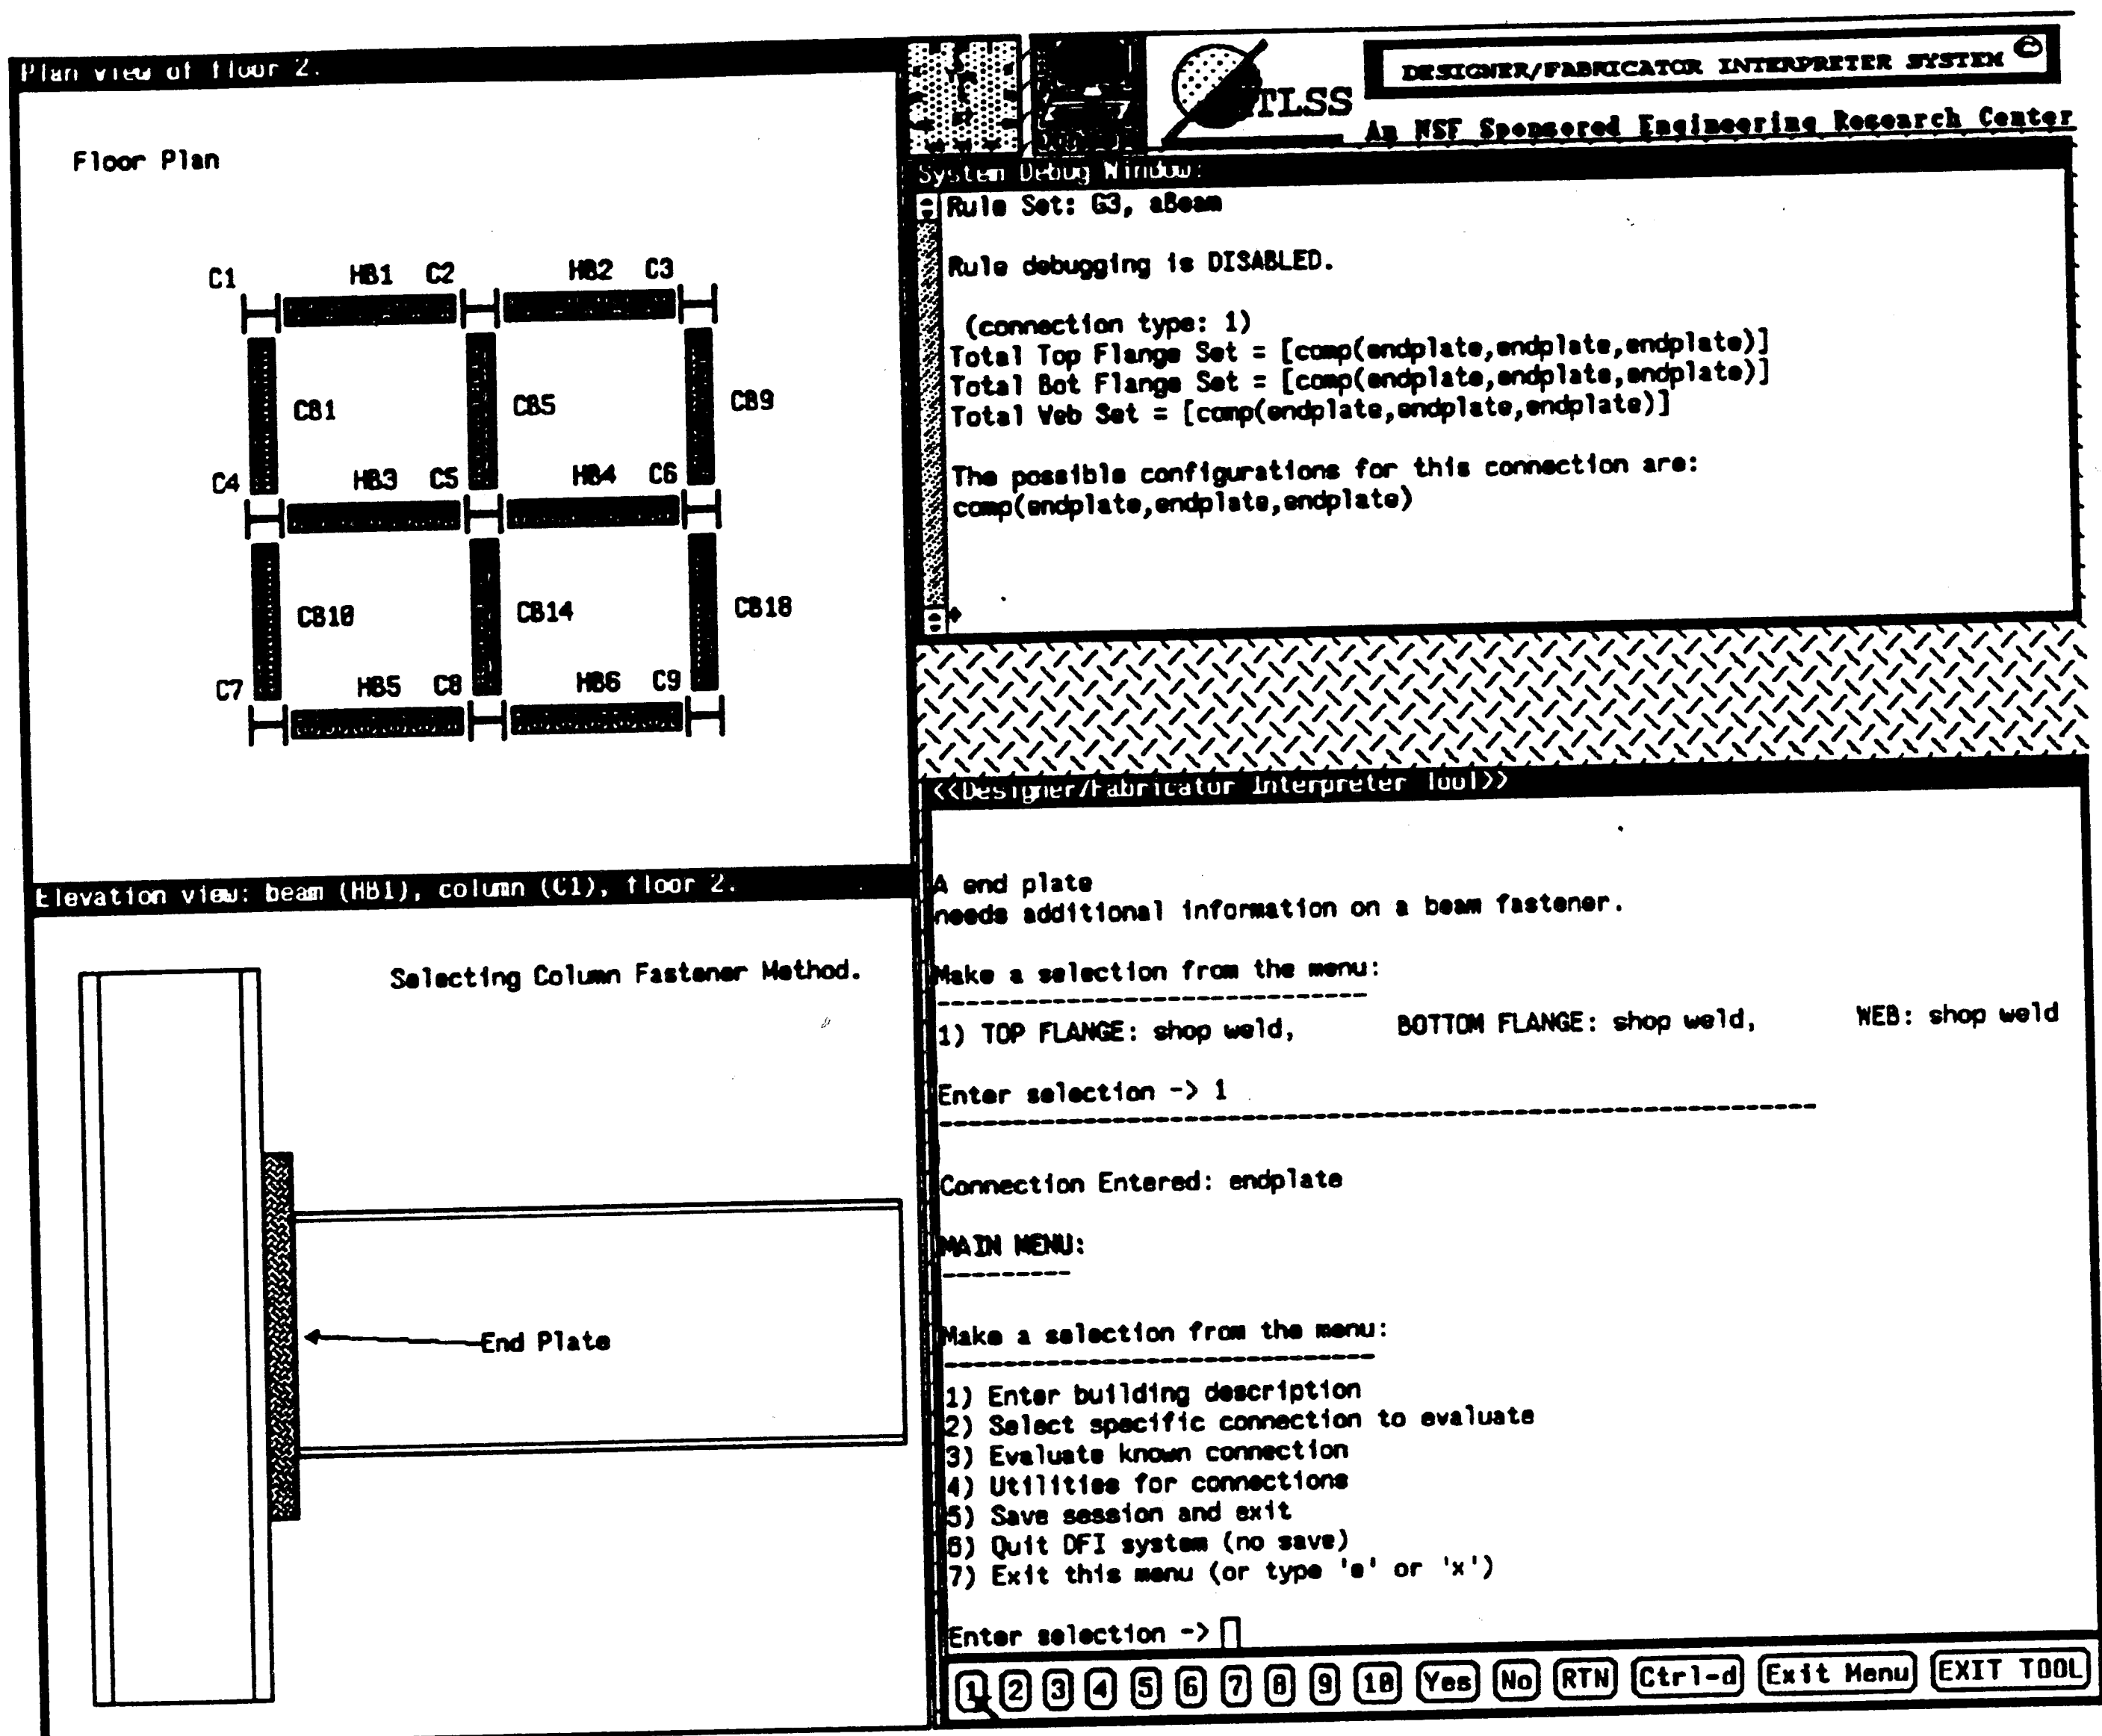 Plan view of floor 2.
Floor Plan
C1 HB1 C2 HB2 C3
CB1 CB5 CB9
C4 HB3 C5 HB4 C6
CB10 CB14 CB18
C7 HB5 C8 HB6 C9
Elevation view: beam (HB1), column (C1), floor 2.
Selecting Column Fastener Method.
End Plate
TLSS
DESIGNER/FABRICATOR INTERPRETER SYSTEM
An NSF Sponsored Engineering Research Center
System Debug Window:
Rule Set: G3, aBeam
Rule debugging is DISABLED.
(connection type: 1)
Total Top Flange Set = [comp(endplate,endplate,endplate)]
Total Bot Flange Set = [comp(endplate,endplate,endplate)]
Total Web Set = [comp(endplate,endplate,endplate)]
The possible configurations for this connection are:
comp(endplate,endplate,endplate)
<<Designer/Fabricator Interpreter Tool>>
A end plate
needs additional information on a beam fastener.
Make a selection from the menu:
------------------------------
1) TOP FLANGE: shop weld, BOTTOM FLANGE: shop weld, WEB: shop weld
Enter selection -> 1
Connection Entered: endplate
MAIN MENU:
---------
Make a selection from the menu:
------------------------------
1) Enter building description
2) Select specific connection to evaluate
3) Evaluate known connection
4) Utilities for connections
5) Save session and exit
6) Quit DFI system (no save)
7) Exit this menu (or type 'e' or 'x')
Enter selection ->
1 2 3 4 5 6 7 8 9 10 Yes No RTN Ctrl-d Exit Menu EXIT TOOL